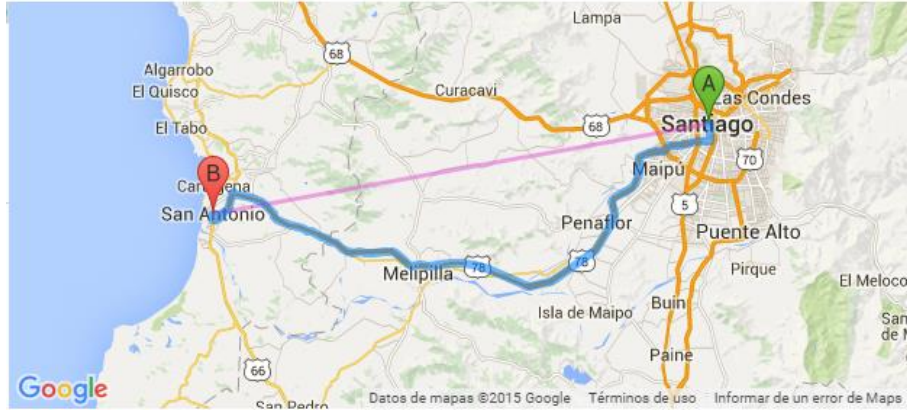 Lampa
68
Algarrobo
Curacavi
A
Las Condes
El Quisco
68
Santiago
El Tabo
Maipú
70
B
5
Penaflor
San Antonio
Puente Alto
78
Melipilla
78
Pirque
El Meloco
Isla de Maipo
Buin
66
Paine
San Pedro
Google
Datos de mapas ©2015 Google
Términos de uso
Informar de un error de Maps